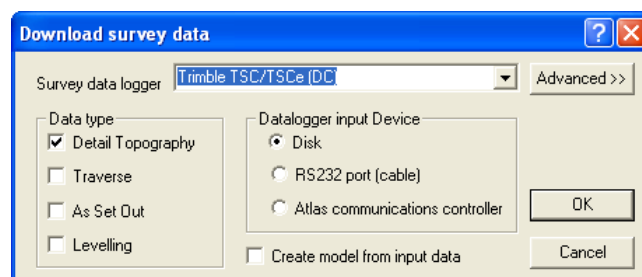 Download survey data
Survey data logger Trimble TSC/TSCe (DC) Advanced >>
Data type
Detail Topography
Traverse
As Set Out
Levelling
Datalogger input Device
Disk
RS232 port (cable)
Atlas communications controller
Create model from input data
OK
Cancel